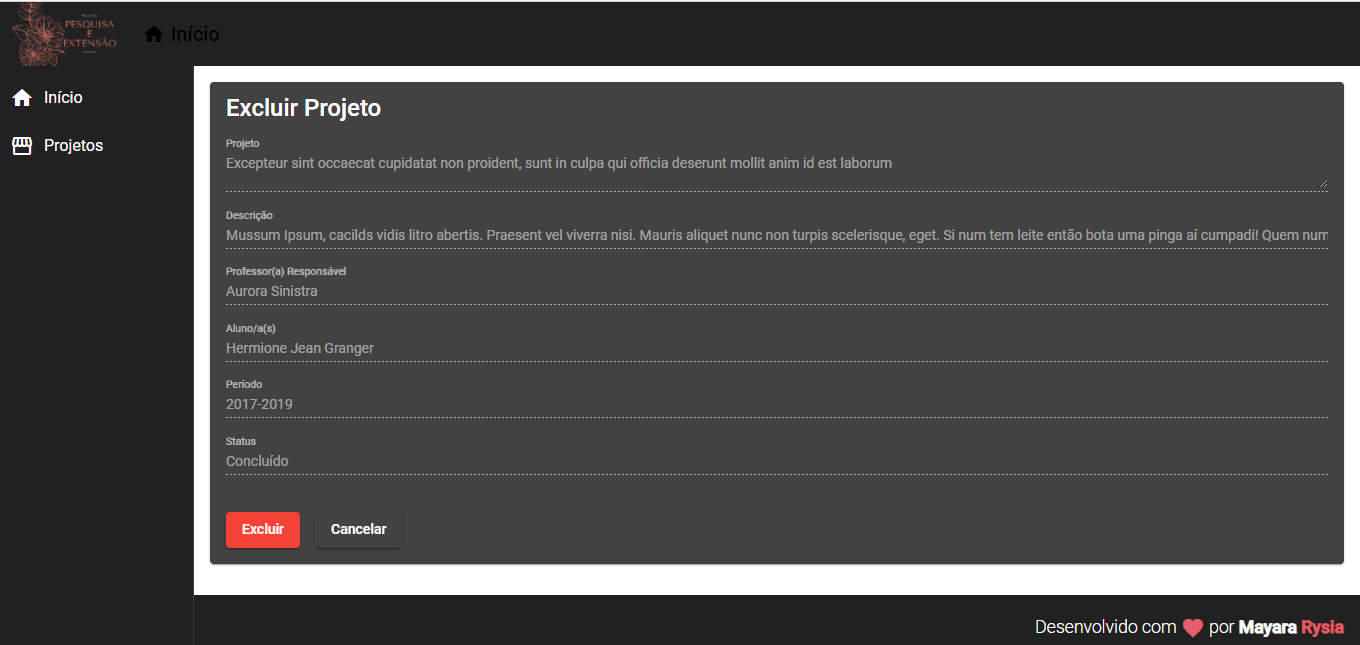 PESQUISA
E
EXTENSÃO
Início
Início
Projetos
Excluir Projeto
Projeto
Excepteur sint occaecat cupidatat non proident, sunt in culpa qui officia deserunt mollit anim id est laborum
Descrição
Mussum Ipsum, cacilds vidis litro abertis. Praesent vel viverra nisi. Mauris aliquet nunc non turpis scelerisque, eget. Si num tem leite então bota uma pinga aí cumpadi! Quem num
Professor(a) Responsável
Aurora Sinistra
Aluno/a(s)
Hermione Jean Granger
Período
2017-2019
Status
Concluído
Excluir
Cancelar
Desenvolvido com por Mayara Rysia